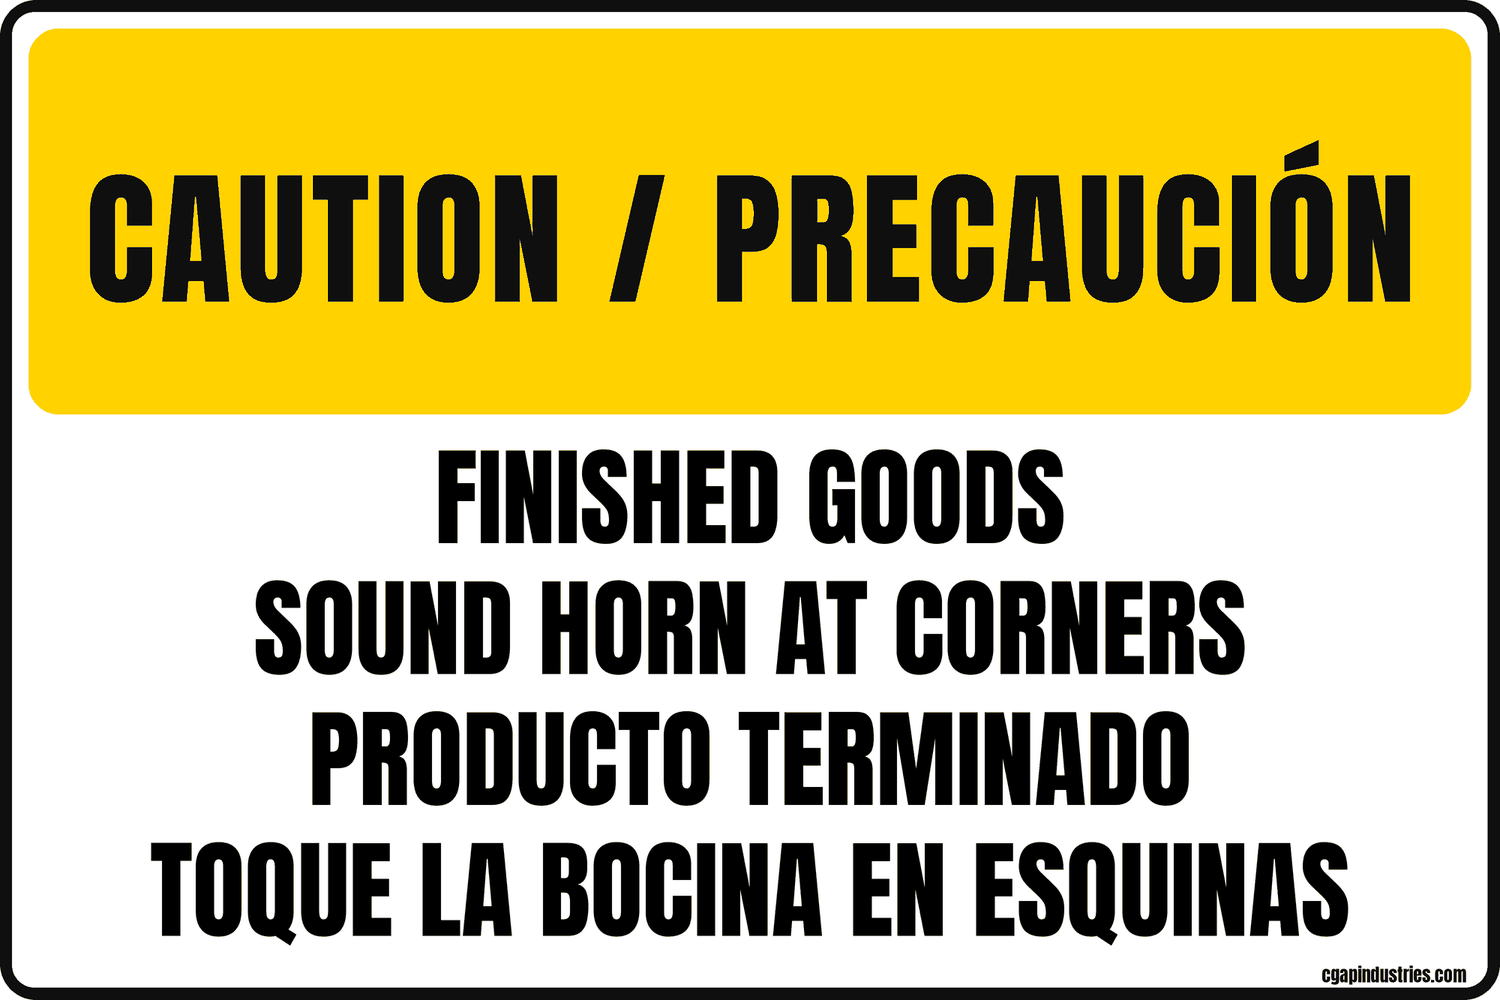 CAUTION / PRECAUCIÓN
FINISHED GOODS
SOUND HORN AT CORNERS
PRODUCTO TERMINADO
TOQUE LA BOCINA EN ESQUINAS
cgapindustries.com